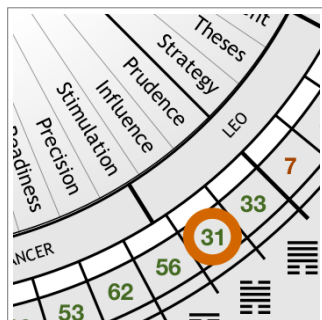 Theses
Strategy
Prudence
Influence
Stimulation
Precision
LEO
7
33
31
56
62
53